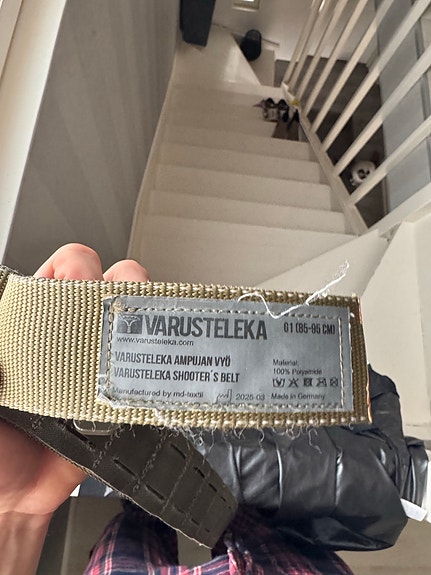 VARUSTELEKA
www.varusteleka.com
01 (85-95 CM)
VARUSTELEKA AMPUJAN VYÖ
VARUSTELEKA SHOOTER´S BELT
Manufactured by md-textil
2025-03
Material:
100% Polyamide
Made in Germany